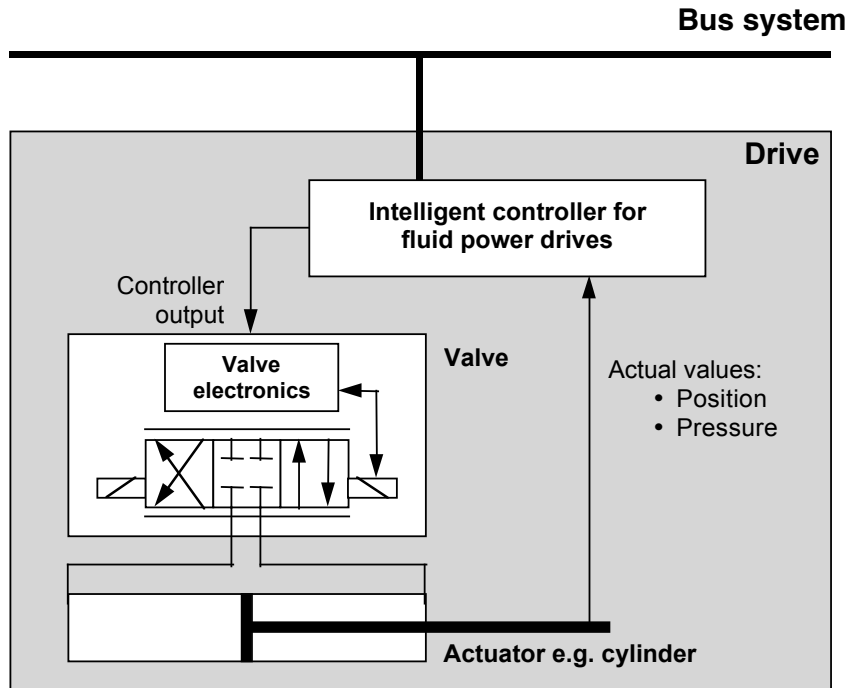 Bus system
Drive
Intelligent controller for
fluid power drives
Controller
output
Valve
electronics
Valve
Actual values:
• Position
• Pressure
Actuator e.g. cylinder